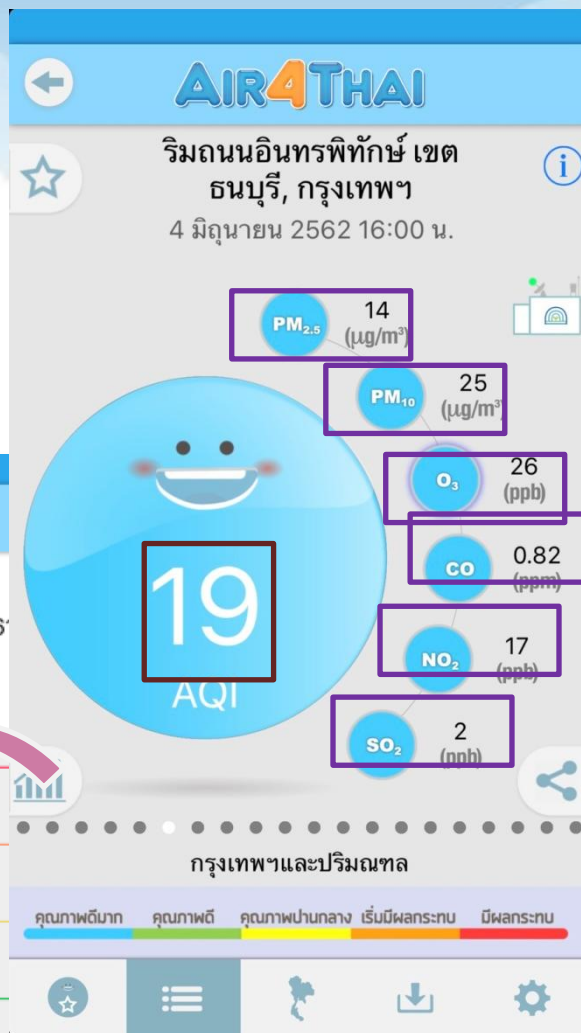 AIR4THAI
ริมถนนอินทรพิทักษ์ เขต
ธนบุรี, กรุงเทพฯ
i
4 มิถุนายน 2562 16:00 น.
PM2.5 14
(µg/m³)
PM10 25
(µg/m³)
O3 26
(ppb)
CO 0.82
(ppm)
19
AQI
NO2 17
(ppb)
SO2 2
(ppb)
กรุงเทพฯและปริมณฑล
คุณภาพดีมาก คุณภาพดี คุณภาพปานกลาง เริ่มมีผลกระทบ มีผลกระทบ